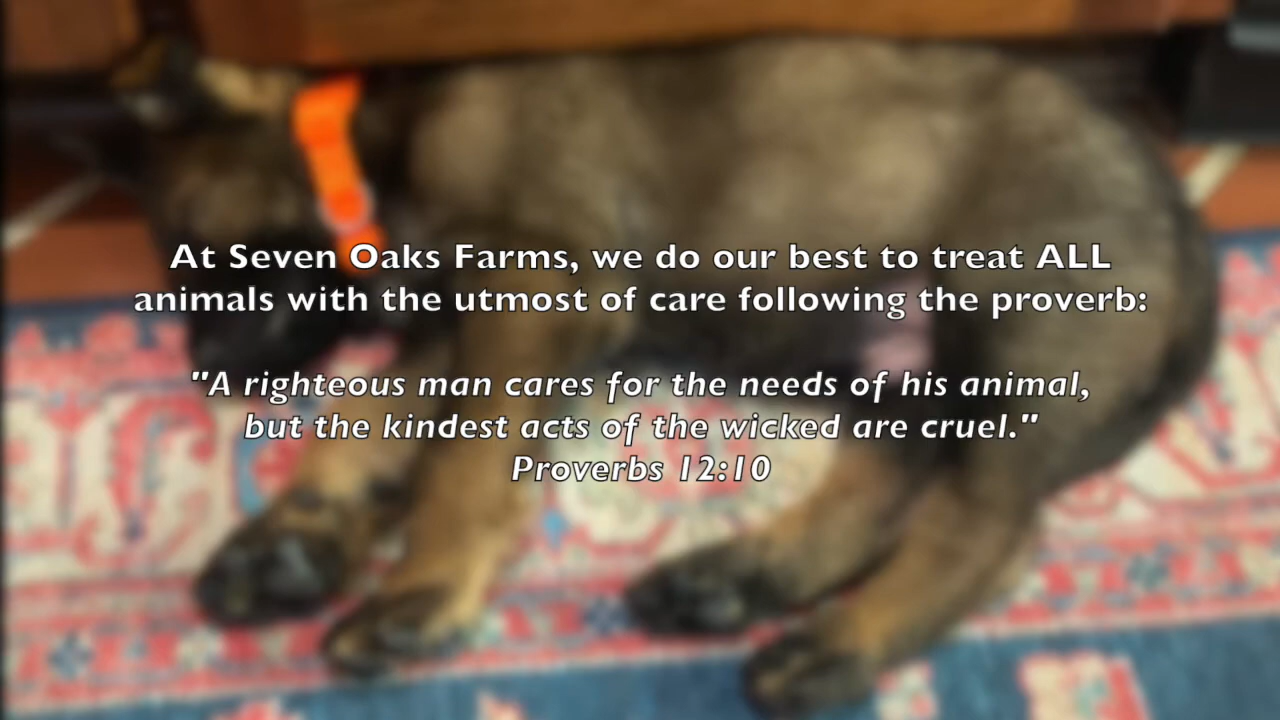 At Seven Oaks Farms, we do our best to treat ALL
animals with the utmost of care following the proverb:
"A righteous man cares for the needs of his animal,
but the kindest acts of the wicked are cruel."
Proverbs 12:10